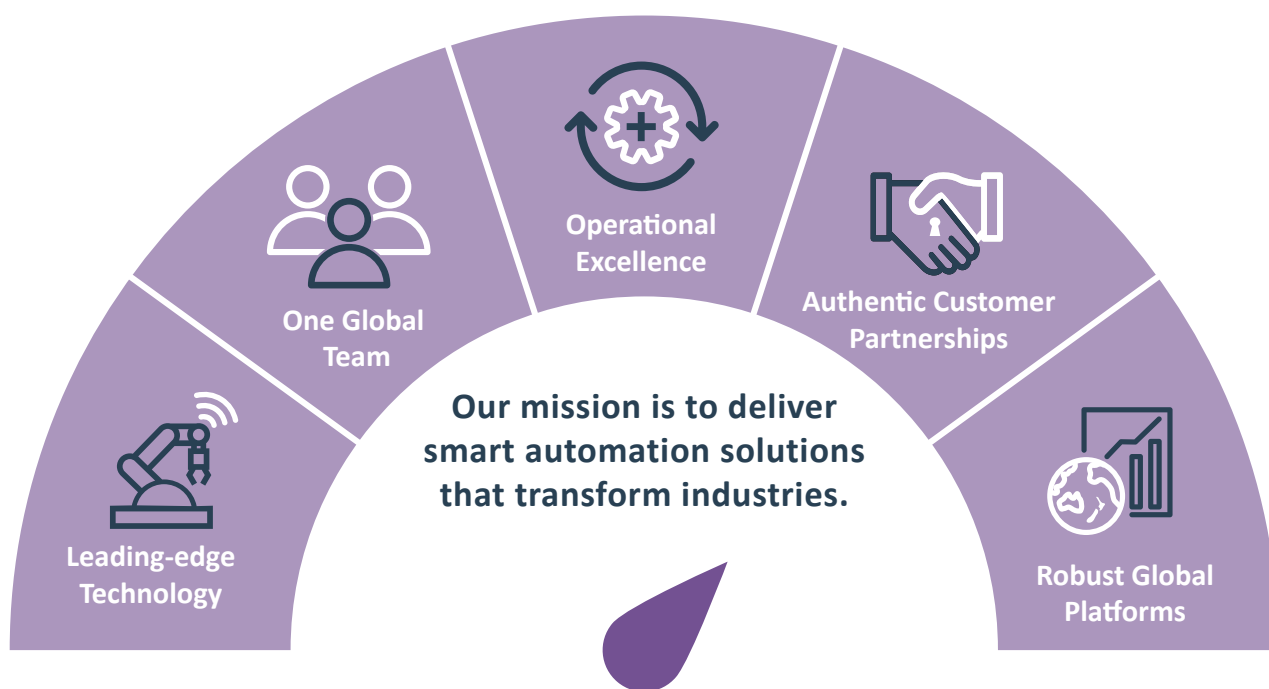 Leading-edge
Technology
One Global
Team
Operational
Excellence
Authentic Customer
Partnerships
Robust Global
Platforms
Our mission is to deliver
smart automation solutions
that transform industries.